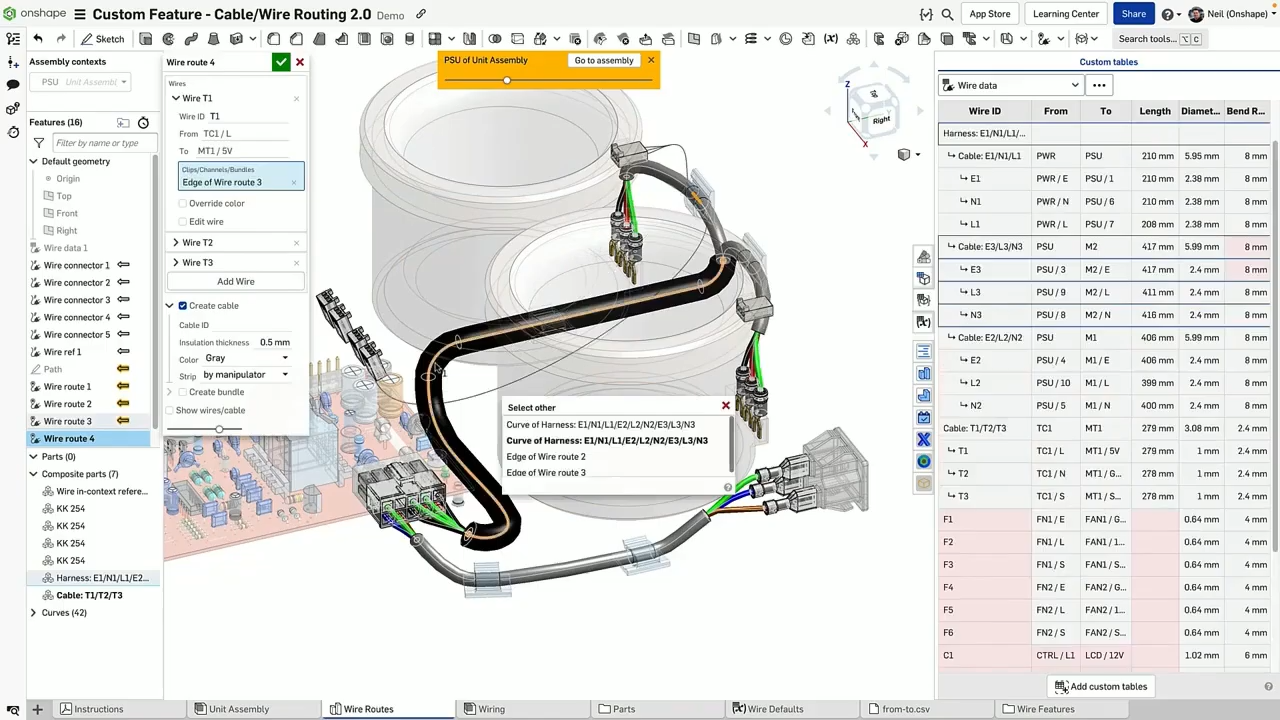 onshape
Custom Feature - Cable/Wire Routing 2.0 Demo
App Store
Learning Center
Share
Neil (Onshape)
Sketch
Search tools...
Assembly contexts
PSU Unit Assembly
Features (16)
Filter by name or type
Default geometry
Origin
Top
Front
Right
Wire data 1
Wire connector 1
Wire connector 2
Wire connector 3
Wire connector 4
Wire connector 5
Wire ref 1
Path
Wire route 1
Wire route 2
Wire route 3
Wire route 4
Parts (0)
Composite parts (7)
Wire in-context refere...
KK 254
KK 254
KK 254
KK 254
Harness: E1/N1/L1/E2...
Cable: T1/T2/T3
Curves (42)
Wire route 4
Wires
Wire T1
Wire ID T1
From TC1 / L
To MT1 / 5V
Clips/Channels/Bundles
Edge of Wire route 3
Override color
Edit wire
Wire T2
Wire T3
Add Wire
Create cable
Cable ID
Insulation thickness 0.5 mm
Color Gray
Strip by manipulator
Create bundle
Show wires/cable
PSU of Unit Assembly
Go to assembly
Z
Right
X
Select other
Curve of Harness: E1/N1/L1/E2/L2/N2/E3/L3/N3
Curve of Harness: E1/N1/L1/E2/L2/N2/E3/L3/N3
Edge of Wire route 2
Edge of Wire route 3
Custom tables
Wire data
Wire ID From To Length Diamet... Bend R...
Harness: E1/N1/L1/...
Cable: E1/N1/L1 PWR PSU 210 mm 5.95 mm 8 mm
E1 PWR / E PSU / 1 210 mm 2.38 mm 8 mm
N1 PWR / N PSU / 6 210 mm 2.38 mm 8 mm
L1 PWR / L PSU / 7 208 mm 2.38 mm 8 mm
Cable: E3/L3/N3 PSU M2 417 mm 5.99 mm 8 mm
E3 PSU / 3 M2 / E 417 mm 2.4 mm 8 mm
L3 PSU / 9 M2 / L 411 mm 2.4 mm 8 mm
N3 PSU / 8 M2 / N 416 mm 2.4 mm 8 mm
Cable: E2/L2/N2 PSU M1 406 mm 5.99 mm 8 mm
E2 PSU / 4 M1 / E 406 mm 2.4 mm 8 mm
L2 PSU / 10 M1 / L 399 mm 2.4 mm 8 mm
N2 PSU / 5 M1 / N 400 mm 2.4 mm 8 mm
Cable: T1/T2/T3 TC1 MT1 279 mm 3.08 mm 2.4 mm
T1 TC1 / L MT1 / 5V 279 mm 1 mm 2.4 mm
T2 TC1 / N MT1 / G... 278 mm 1 mm 2.4 mm
T3 TC1 / S MT1 / S... 278 mm 1 mm 2.4 mm
F1 FN1 / E FAN1 / G... 0.64 mm 4 mm
F2 FN1 / L FAN1 / 1... 0.64 mm 4 mm
F3 FN1 / S FAN1 / S... 0.64 mm 4 mm
F4 FN2 / E FAN2 / G... 0.64 mm 4 mm
F5 FN2 / L FAN2 / 1... 0.64 mm 4 mm
F6 FN2 / S FAN2 / S... 0.64 mm 4 mm
C1 CTRL / L1 LCD / 12V 1.02 mm 6 mm
Add custom tables
Instructions
Unit Assembly
Wire Routes
Wiring
Parts
Wire Defaults
from-to.csv
Wire Features